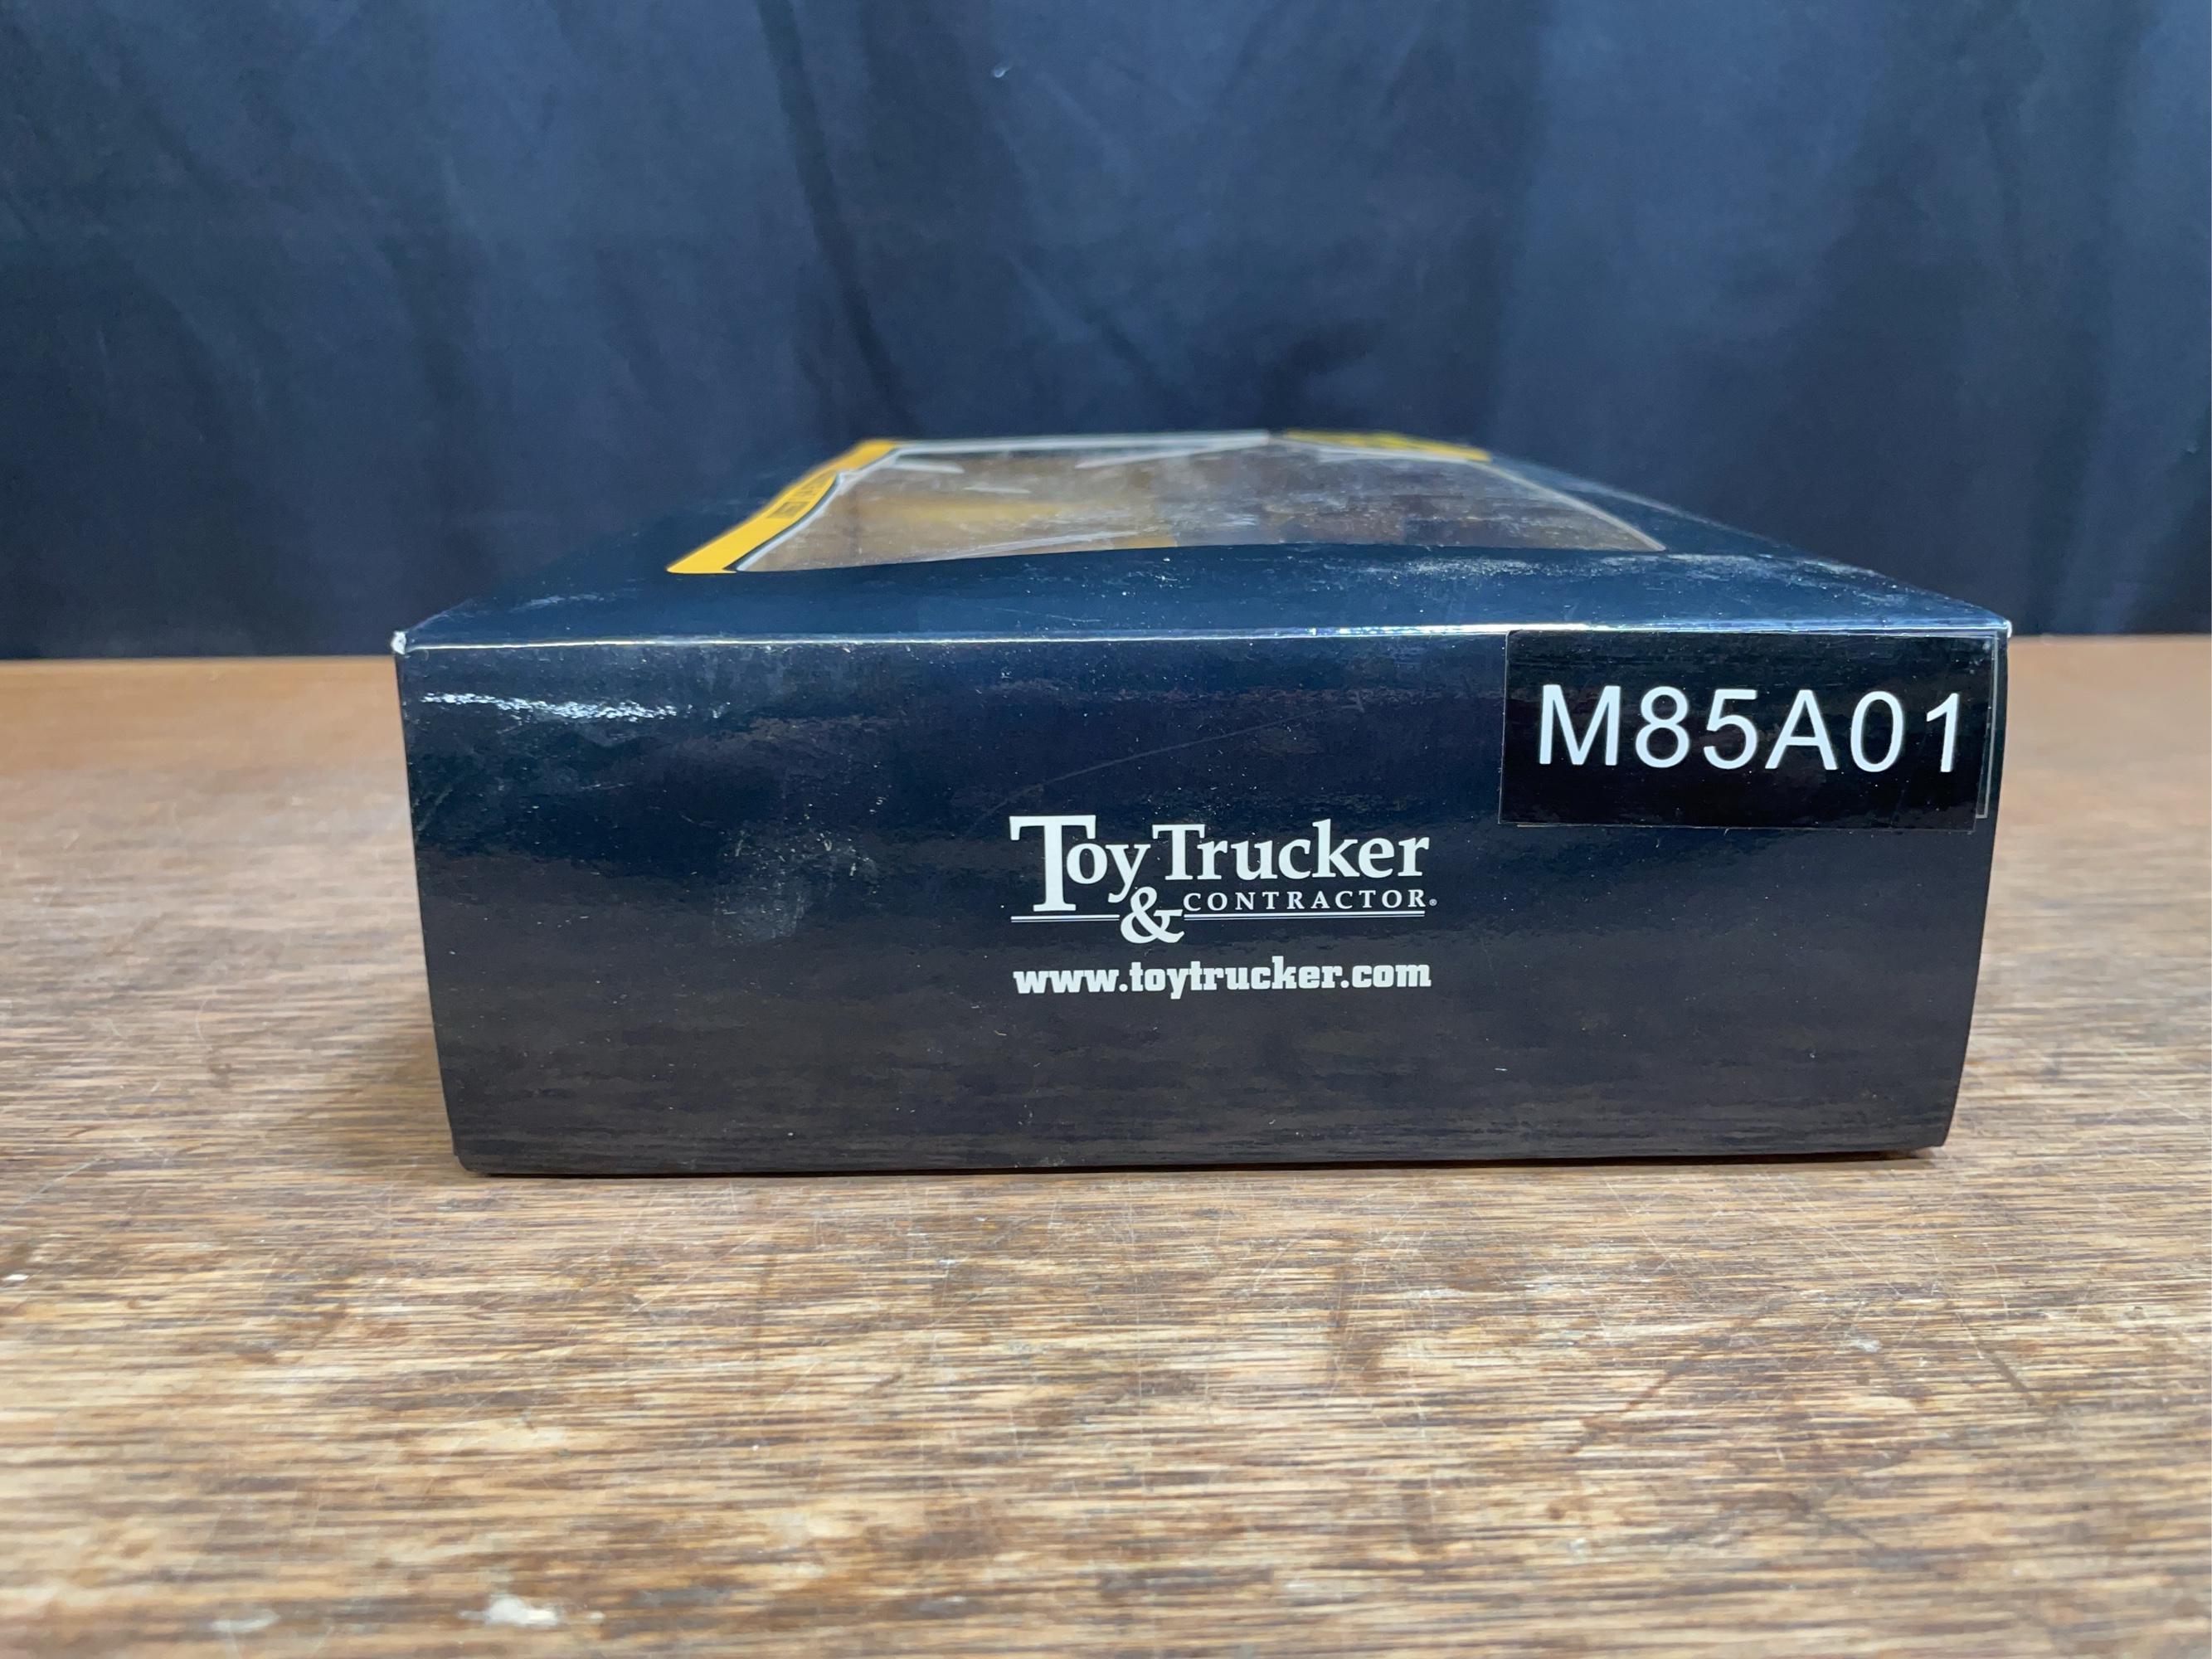 M85A01
Toy Trucker
& CONTRACTOR®
www.toytrucker.com